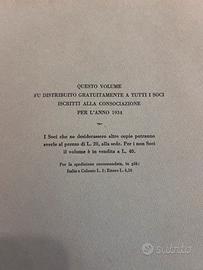 QUESTO VOLUME
FU DISTRIBUITO GRATUITAMENTE A TUTTI I SOCI
ISCRITTI ALLA CONSOCIAZIONE
PER L'ANNO 1934
I Soci che ne desiderassero altre copie potranno
averle al prezzo di L. 20, alla sede. Per i non Soci
il volume è in vendita a L. 40.
Per la spedizione raccomandata, in più:
Italia e Colonie L. 2; Estero L. 4,50
subito